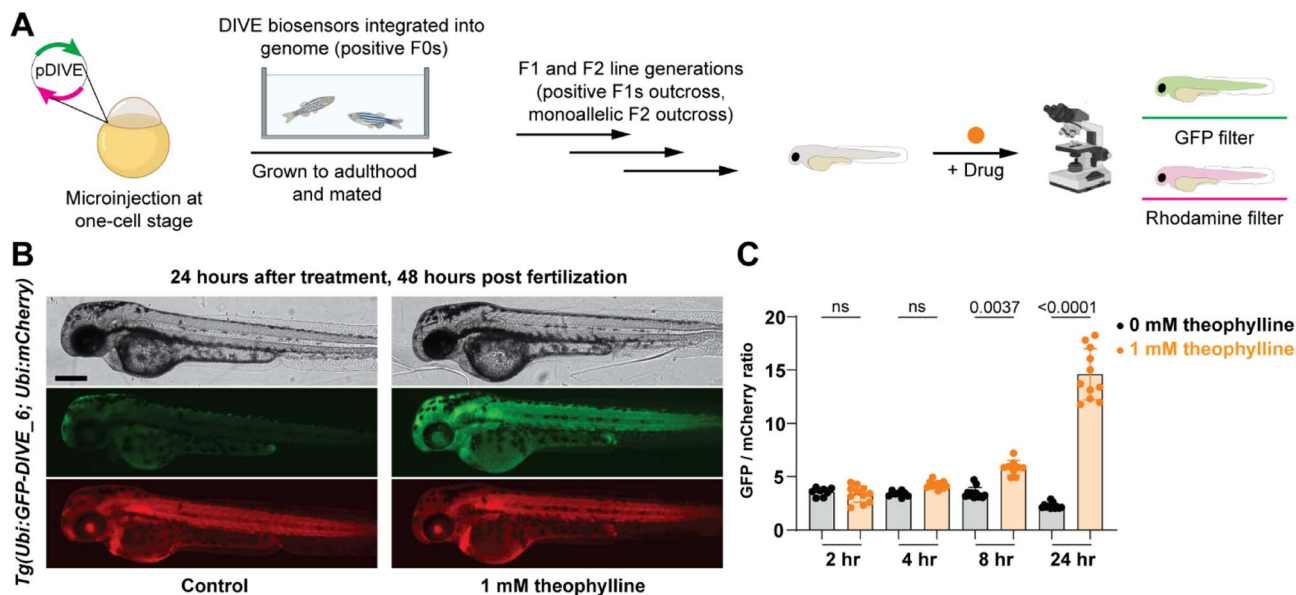 A
pDIVE
Microinjection at
one-cell stage
DIVE biosensors integrated into
genome (positive F0s)
Grown to adulthood
and mated
F1 and F2 line generations
(positive F1s outcross,
monoallelic F2 outcross)
+ Drug
GFP filter
Rhodamine filter
B
24 hours after treatment, 48 hours post fertilization
Tg(Ubi:GFP-DIVE_6; Ubi:mCherry)
Control
1 mM theophylline
C
GFP / mCherry ratio
20
15
10
5
0
ns
ns
0.0037
<0.0001
2 hr
4 hr
8 hr
24 hr
0 mM theophylline
1 mM theophylline